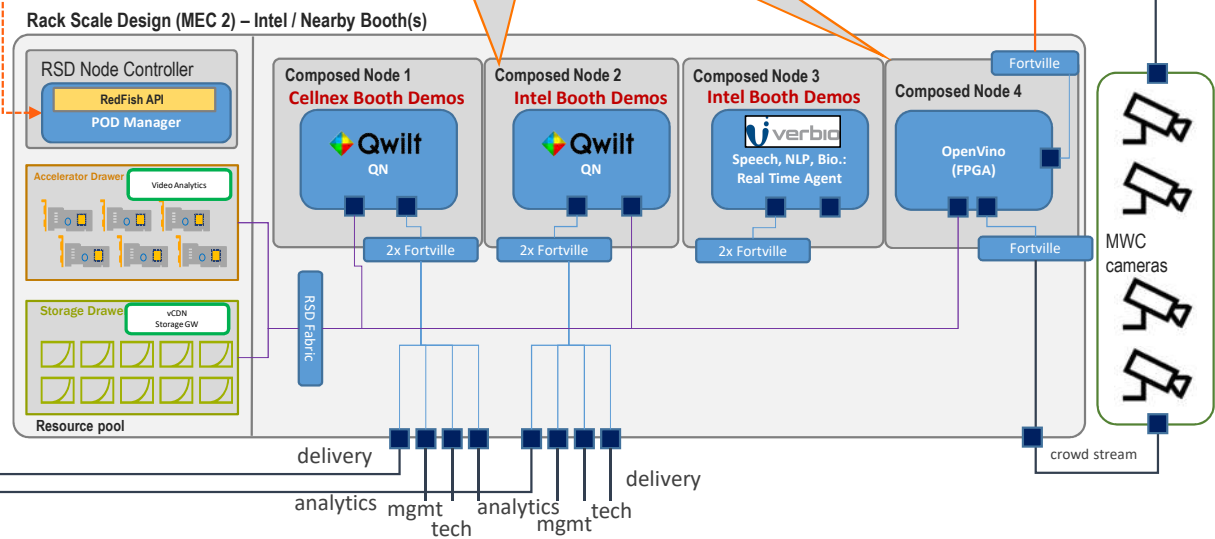 Rack Scale Design (MEC 2) – Intel / Nearby Booth(s)
RSD Node Controller
RedFish API
POD Manager
Accelerator Drawer
Video Analytics
Storage Drawe
vCDN
Storage GW
Resource pool
RSD Fabric
Composed Node 1
Cellnex Booth Demos
Qwilt
QN
2x Fortville
Composed Node 2
Intel Booth Demos
Qwilt
QN
2x Fortville
Composed Node 3
Intel Booth Demos
verbio
Speech, NLP, Bio.:
Real Time Agent
2x Fortville
Fortville
Composed Node 4
OpenVino
(FPGA)
Fortville
MWC
cameras
crowd stream
delivery
analytics
mgmt
tech
analytics
mgmt
tech
delivery